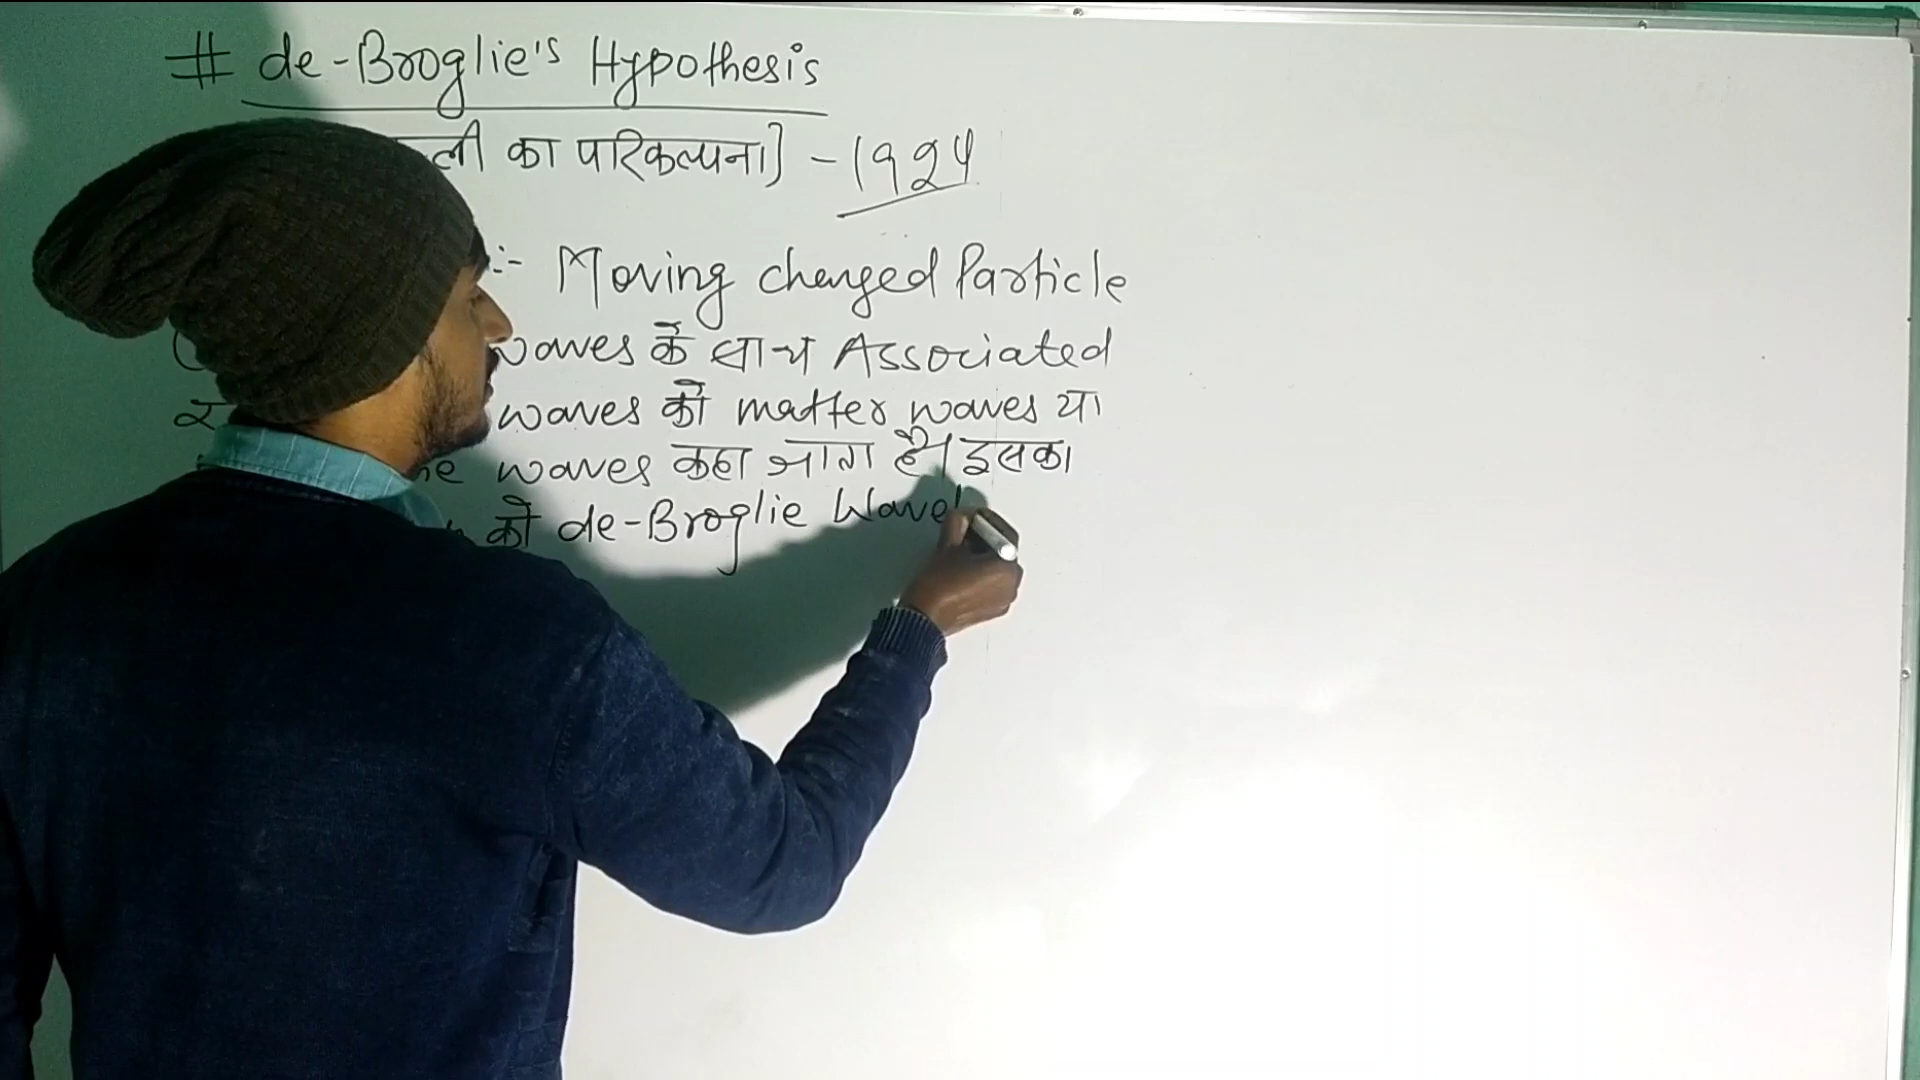 # de-Broglie's Hypothesis
का परिकल्पना] - 1924
:- Moving charged Particle
waves के साथ Associated
waves को matter waves या
waves कहा जाता है। इसका
को de-Broglie Wavel